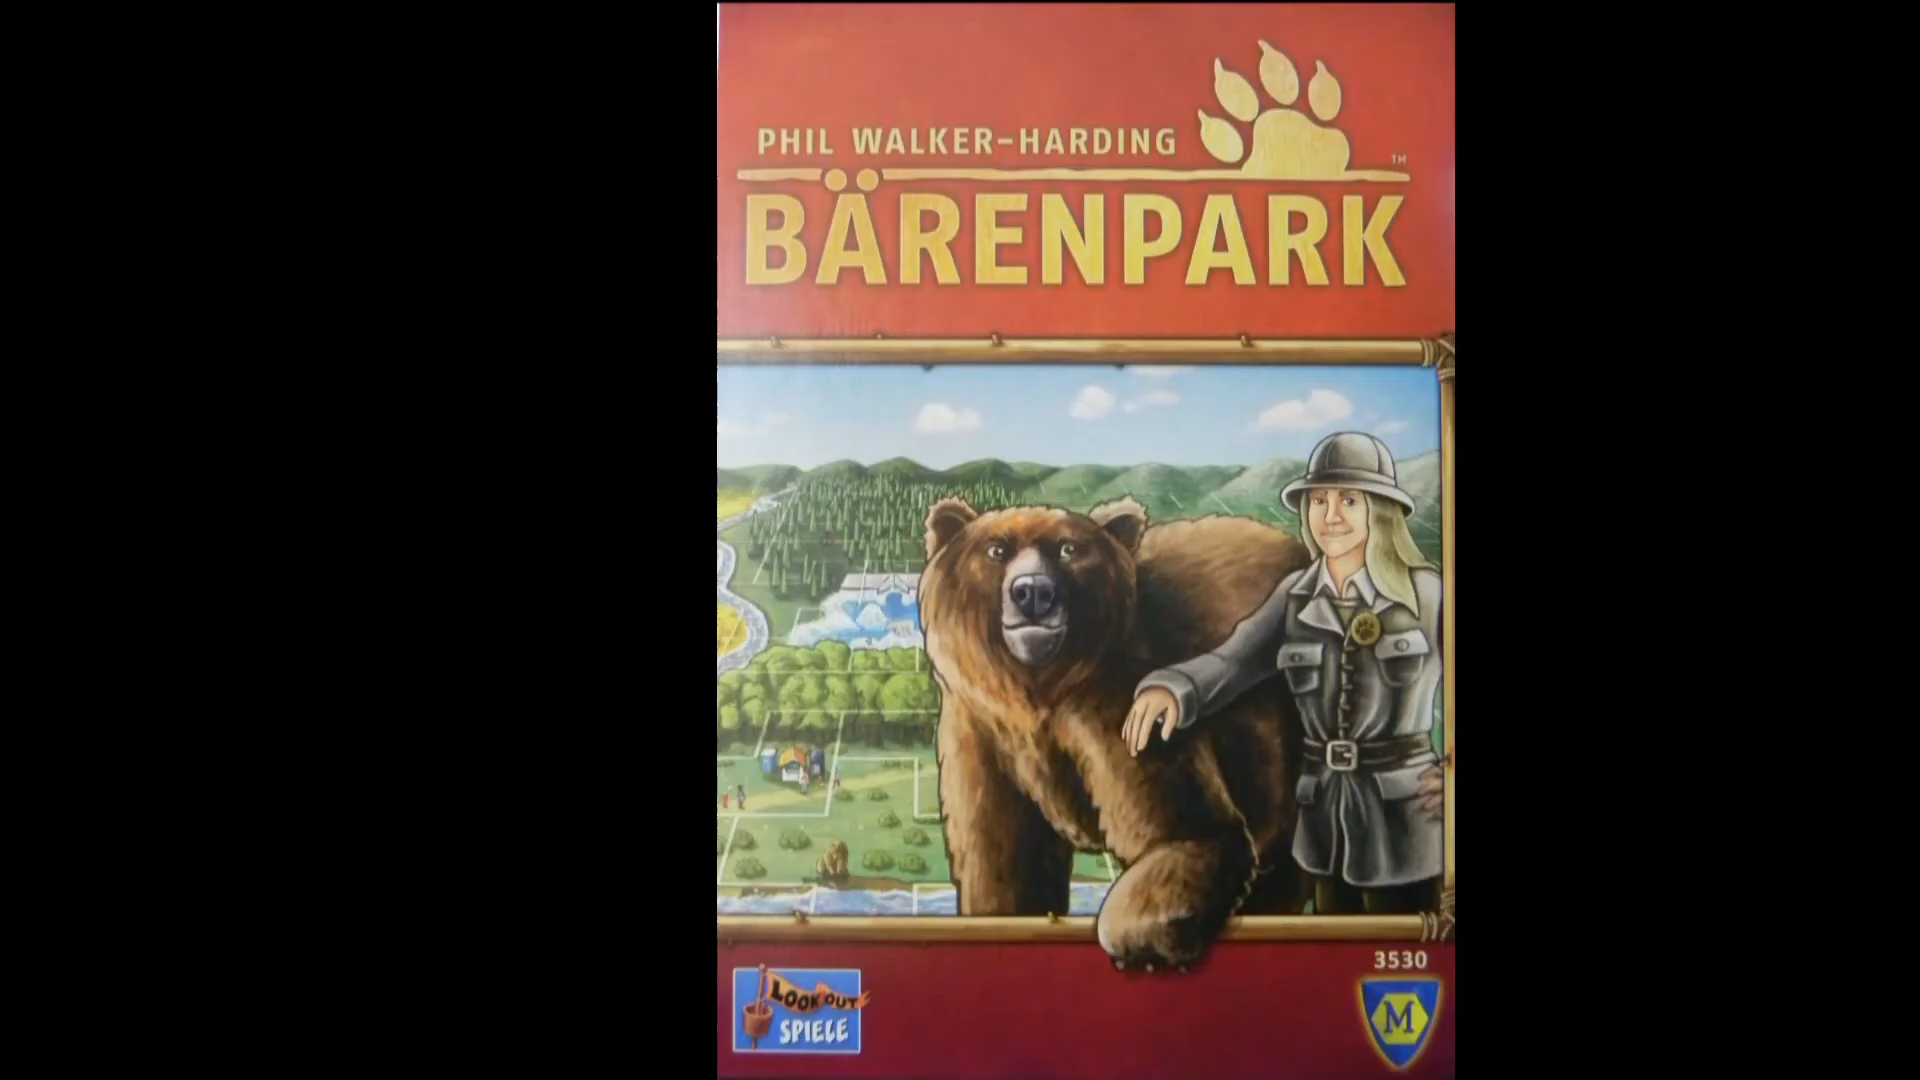 PHIL WALKER-HARDING
TM
BÄRENPARK
3530
LOOKOUT
SPIELE
M